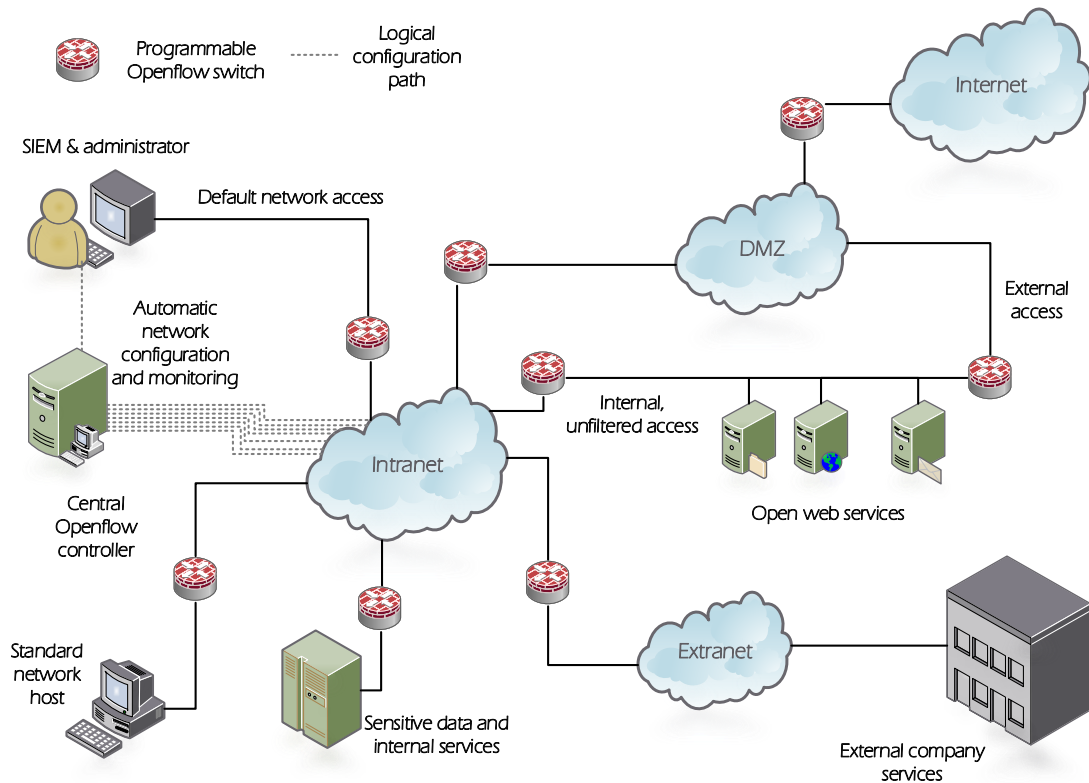 Programmable
Openflow switch
Logical
configuration
path
Internet
SIEM & administrator
Default network access
DMZ
External
access
Automatic
network
configuration
and monitoring
Internal,
unfiltered access
Intranet
Open web services
Central
Openflow
controller
Standard
network
host
Sensitive data and
internal services
Extranet
External company
services